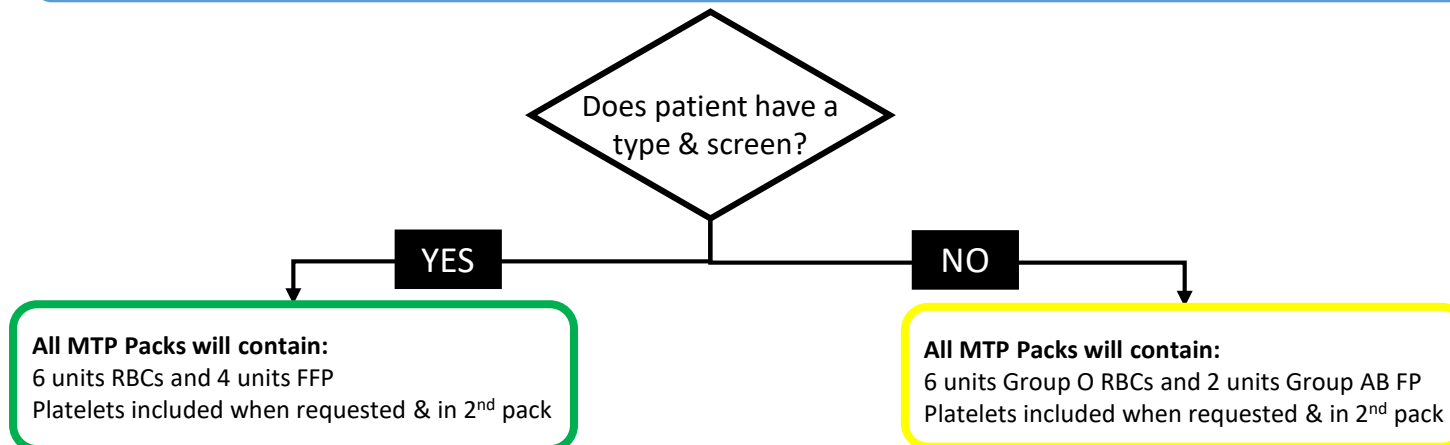 Does patient have a
type & screen?
YES
NO
All MTP Packs will contain:
6 units RBCs and 4 units FFP
Platelets included when requested & in 2nd pack
All MTP Packs will contain:
6 units Group O RBCs and 2 units Group AB FP
Platelets included when requested & in 2nd pack